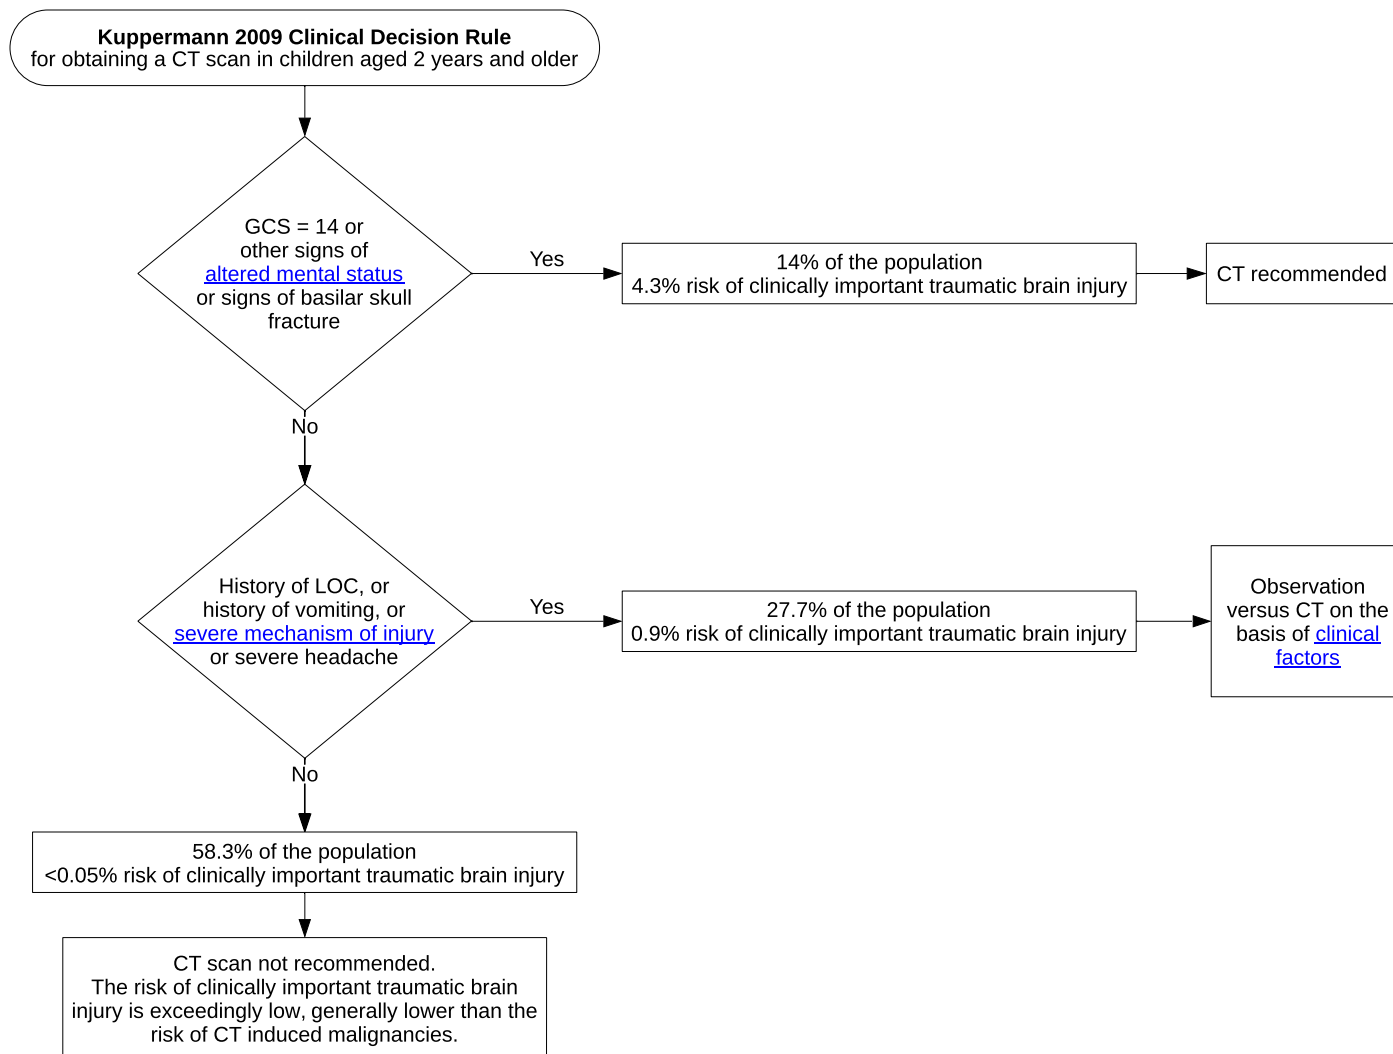 Kuppermann 2009 Clinical Decision Rule
for obtaining a CT scan in children aged 2 years and older
GCS = 14 or
other signs of
altered mental status
or signs of basilar skull
fracture
Yes
14% of the population
4.3% risk of clinically important traumatic brain injury
CT recommended
No
History of LOC, or
history of vomiting, or
severe mechanism of injury
or severe headache
Yes
27.7% of the population
0.9% risk of clinically important traumatic brain injury
Observation
versus CT on the
basis of clinical
factors
No
58.3% of the population
<0.05% risk of clinically important traumatic brain injury
CT scan not recommended.
The risk of clinically important traumatic brain
injury is exceedingly low, generally lower than the
risk of CT induced malignancies.